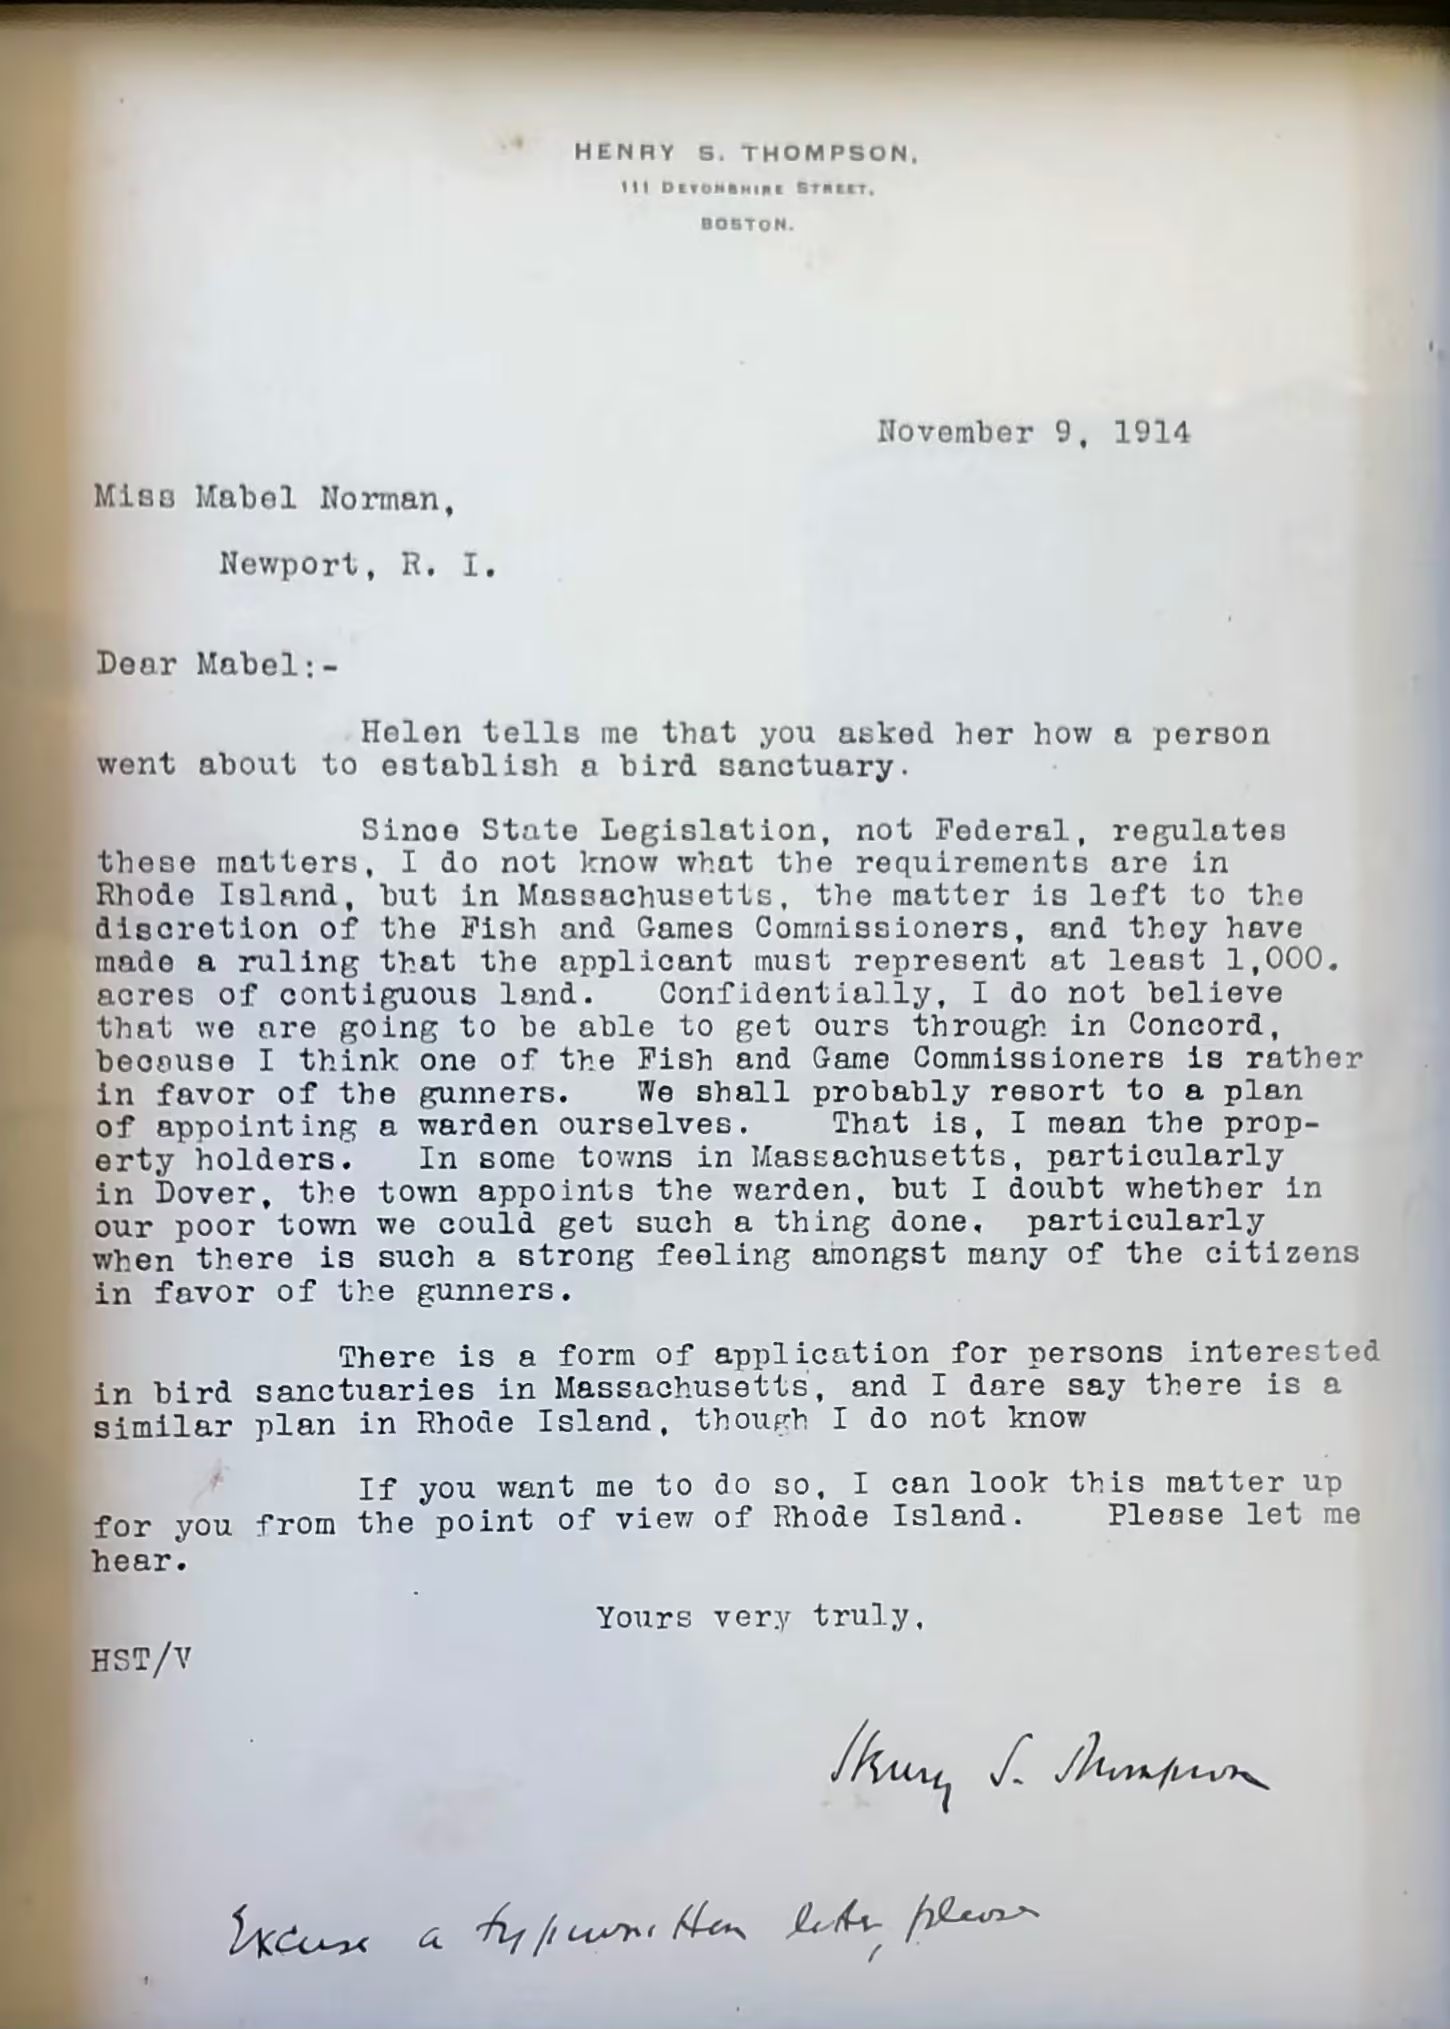 HENRY S. THOMPSON,
111 DEVONSHIRE STREET,
BOSTON.
November 9, 1914
Miss Mabel Norman,
Newport, R. I.
Dear Mabel:-
Helen tells me that you asked her how a person
went about to establish a bird sanctuary.
Since State Legislation, not Federal, regulates
these matters, I do not know what the requirements are in
Rhode Island, but in Massachusetts, the matter is left to the
discretion of the Fish and Games Commissioners, and they have
made a ruling that the applicant must represent at least 1,000.
acres of contiguous land. Confidentially, I do not believe
that we are going to be able to get ours through in Concord,
because I think one of the Fish and Game Commissioners is rather
in favor of the gunners. We shall probably resort to a plan
of appointing a warden ourselves. That is, I mean the prop-
erty holders. In some towns in Massachusetts, particularly
in Dover, the town appoints the warden, but I doubt whether in
our poor town we could get such a thing done, particularly
when there is such a strong feeling amongst many of the citizens
in favor of the gunners.
There is a form of application for persons interested
in bird sanctuaries in Massachusetts, and I dare say there is a
similar plan in Rhode Island, though I do not know
If you want me to do so, I can look this matter up
for you from the point of view of Rhode Island. Please let me
hear.
Yours very truly,
HST/V
Henry S. Thompson
Excuse a typewritten letter, please